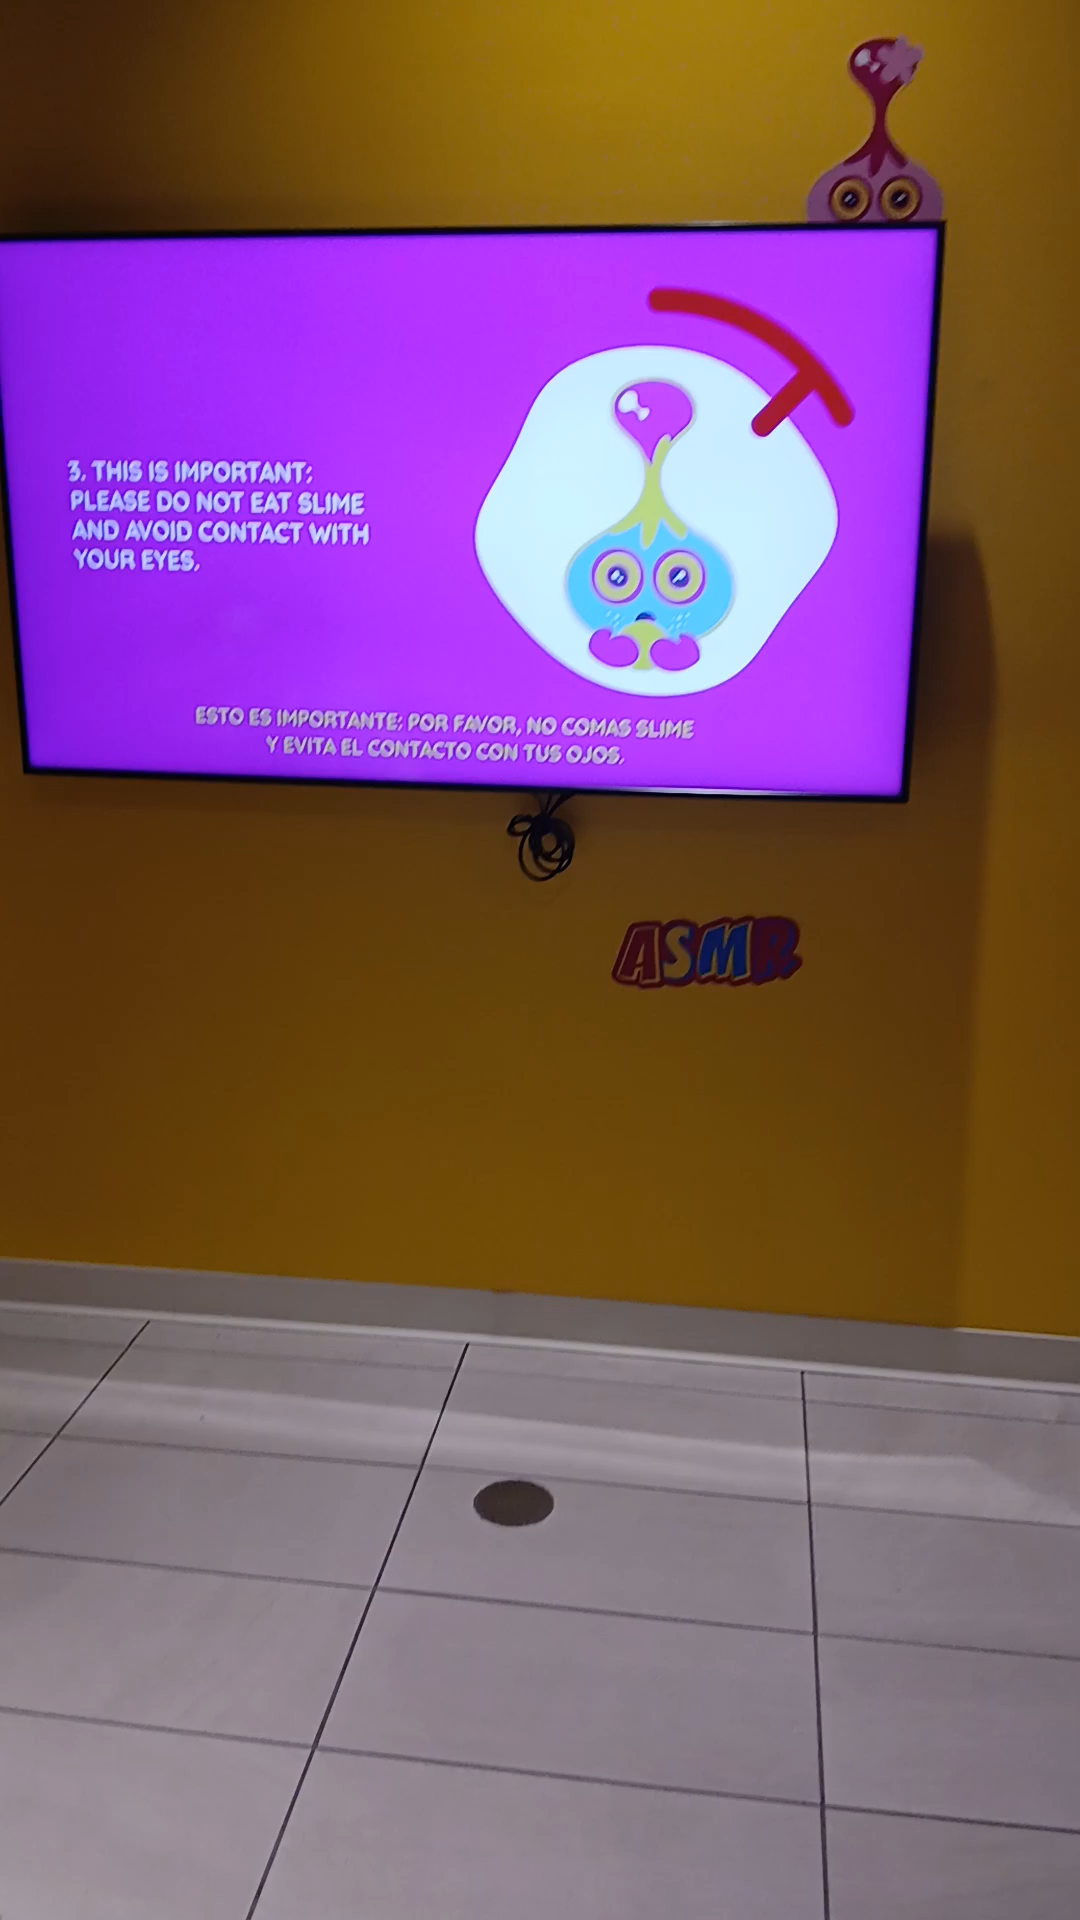 3. THIS IS IMPORTANT:
PLEASE DO NOT EAT SLIME
AND AVOID CONTACT WITH
YOUR EYES.
ESTO ES IMPORTANTE: POR FAVOR, NO COMAS SLIME
Y EVITA EL CONTACTO CON TUS OJOS.
ASMR